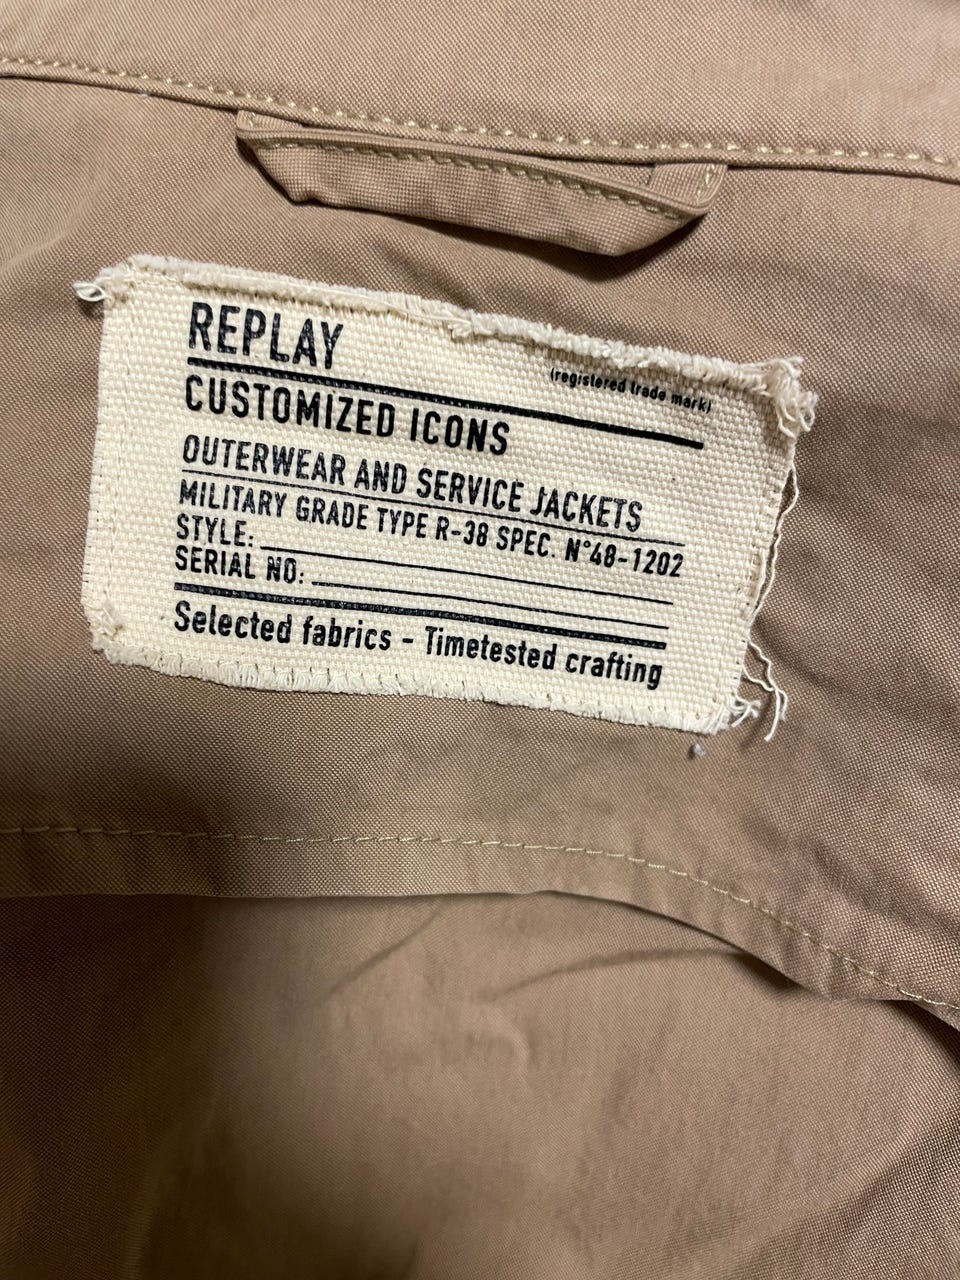 REPLAY
(registered trade mark)
CUSTOMIZED ICONS
OUTERWEAR AND SERVICE JACKETS
MILITARY GRADE TYPE R-38 SPEC. N°48-1202
STYLE:
SERIAL NO:
Selected fabrics - Timetested crafting